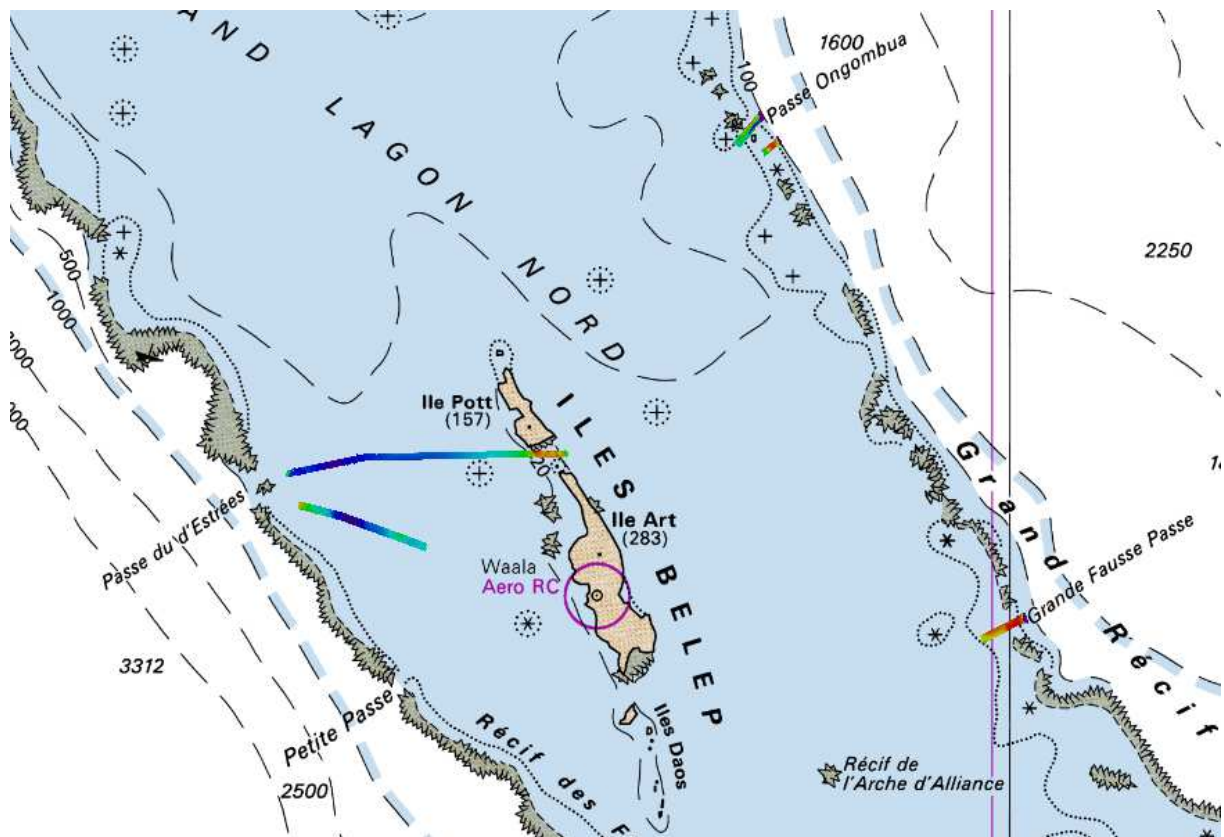 AND LAGON NORD
1600
100
Passe Ongombua
2250
500
1000
Ile Pott
(157)
ILES BELEP
20
Grand Récif
Passe du d'Estrées
Ile Art
(283)
Waala
Aero RC
Grande Fausse Passe
3312
Petite Passe
Récif des
Iles Daos
Récif de
l'Arche d'Alliance
2500